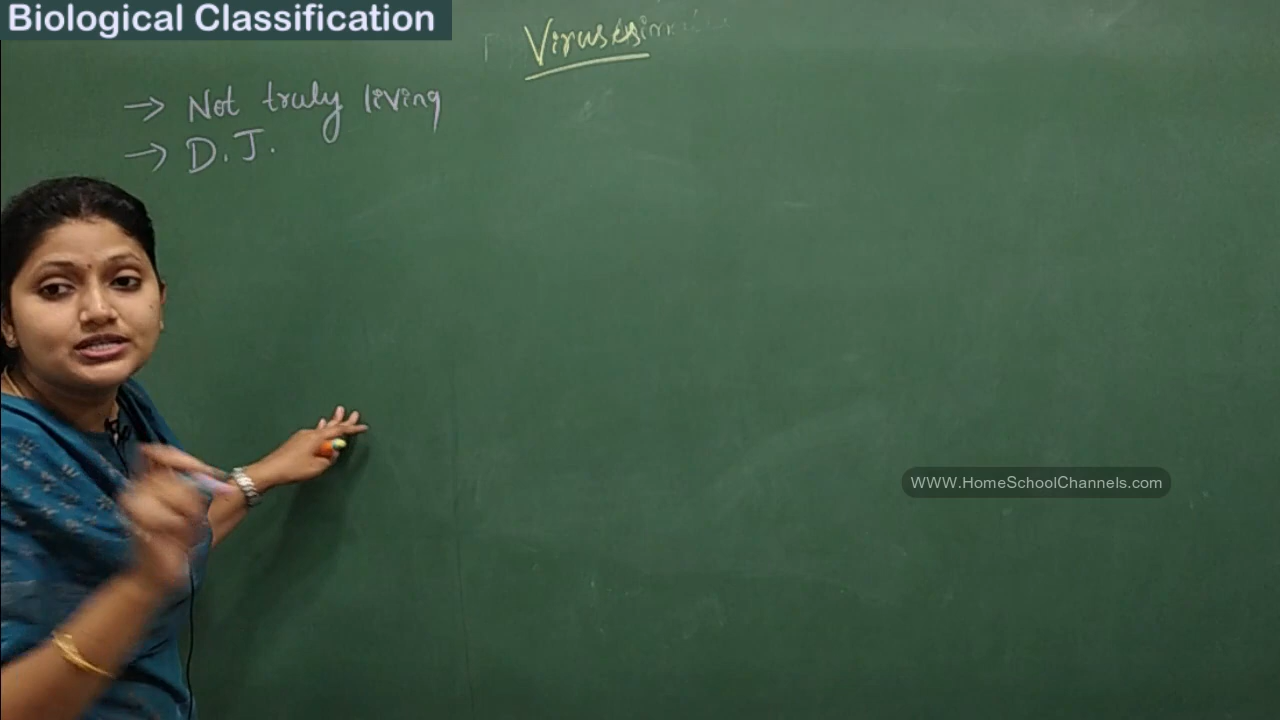 Biological Classification
Viruses
→ Not truly living
→ D.J.
WWW.HomeSchoolChannels.com